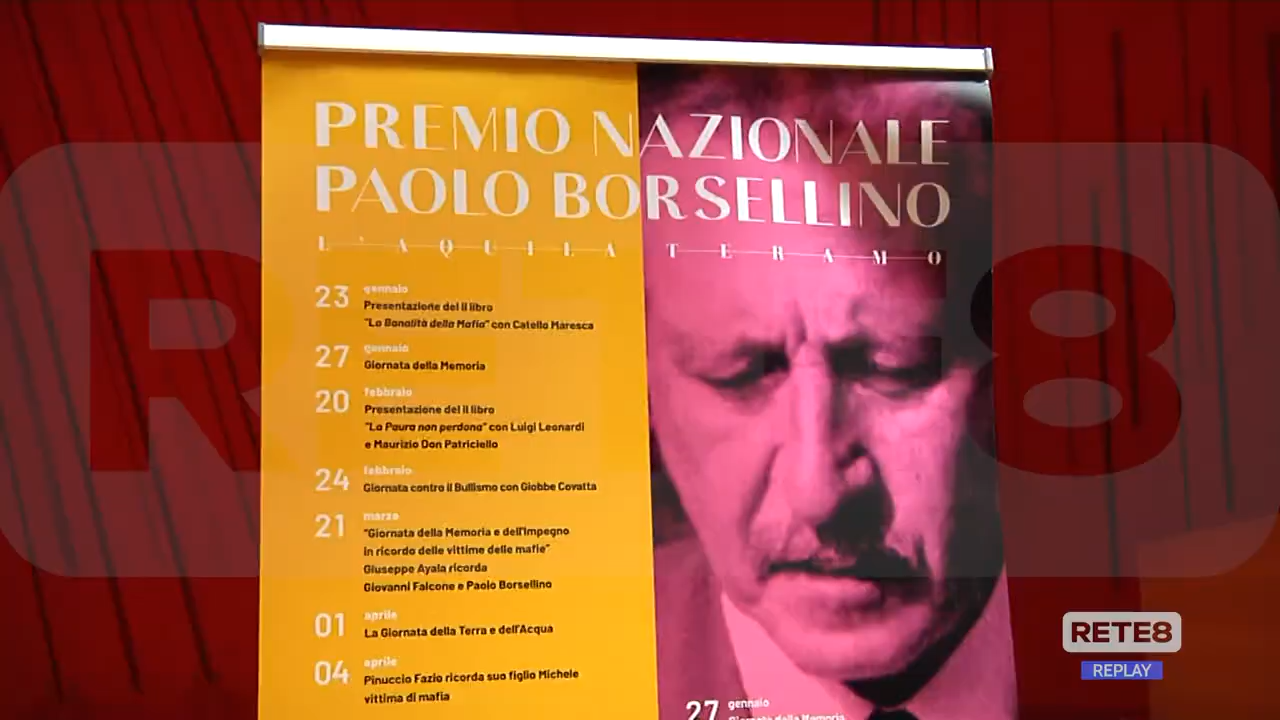 PREMIO NAZIONALE
PAOLO BORSELLINO
L'AQUILA TERAMO
23 gennaio
Presentazione del il libro
"La Banalità della Mafia" con Catello Maresca
27 gennaio
Giornata della Memoria
20 febbraio
Presentazione del il libro
"La Paura non perdona" con Luigi Leonardi
e Maurizio Don Patriciello
24 febbraio
Giornata contro il Bullismo con Giobbe Covatta
21 marzo
"Giornata della Memoria e dell'Impegno
in ricordo delle vittime delle mafie"
Giuseppe Ayala ricorda
Giovanni Falcone e Paolo Borsellino
01 aprile
La Giornata della Terra e dell'Acqua
04 aprile
Pinuccio Fazio ricorda suo figlio Michele
vittima di mafia
27 gennaio
Giornata della Memoria
RETE8
RETE8
REPLAY